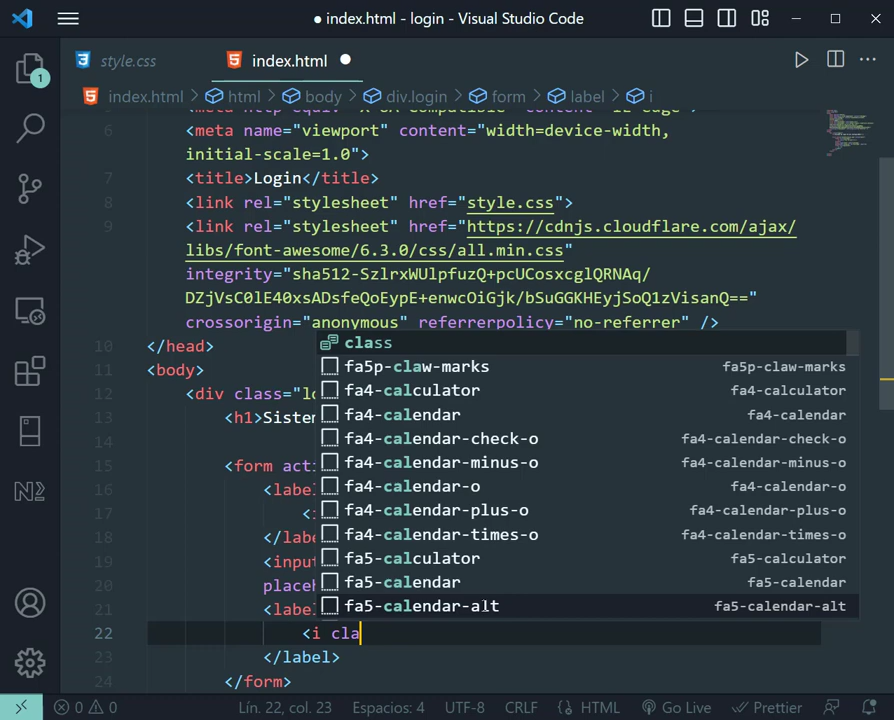 ● index.html - login - Visual Studio Code
style.css
index.html ●
index.html > html > body > div.login > form > label > i
1
6 <meta name="viewport" content="width=device-width,
initial-scale=1.0">
7 <title>Login</title>
8 <link rel="stylesheet" href="style.css">
9 <link rel="stylesheet" href="https://cdnjs.cloudflare.com/ajax/
libs/font-awesome/6.3.0/css/all.min.css"
integrity="sha512-SzlrxWUlpfuzQ+pcUCosxcglQRNAq/
DZjVsC0lE40xsADsfeQoEypE+enwcOiGjk/bSuGGKHEyjSoQ1zVisanQ=="
crossorigin="anonymous" referrerpolicy="no-referrer" />
10 </head>
11 <body>
12 <div class="lo
13 <h1>Sistem
14
15 <form acti
16 <label
17 <i
18 </labe
19 <input
20 placeh
21 <label
22 <i cla
23 </label>
24 </form>
class
fa5p-claw-marks fa5p-claw-marks
fa4-calculator fa4-calculator
fa4-calendar fa4-calendar
fa4-calendar-check-o fa4-calendar-check-o
fa4-calendar-minus-o fa4-calendar-minus-o
fa4-calendar-o fa4-calendar-o
fa4-calendar-plus-o fa4-calendar-plus-o
fa4-calendar-times-o fa4-calendar-times-o
fa5-calculator fa5-calculator
fa5-calendar fa5-calendar
fa5-calendar-alt fa5-calendar-alt
0 0 Lín. 22, col. 23 Espacios: 4 UTF-8 CRLF HTML Go Live Prettier